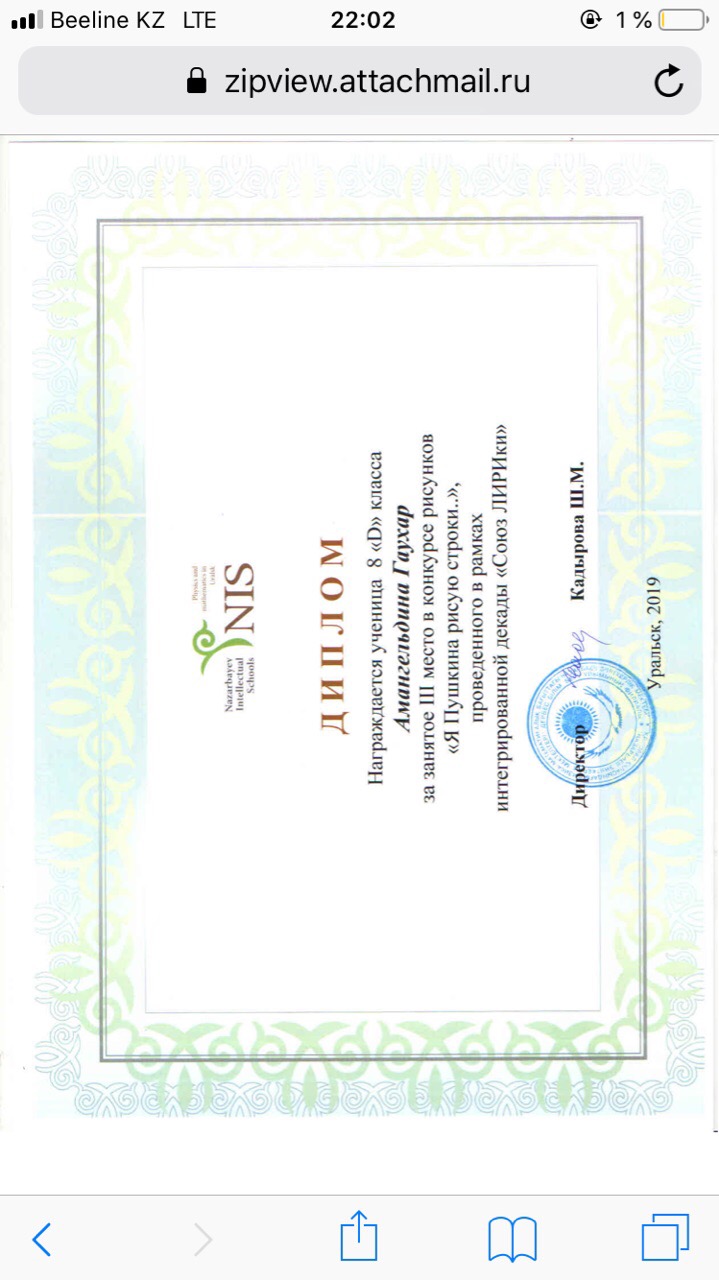 Beeline KZ LTE 22:02 1 %
zipview.attachmail.ru
Nazarbayev
Intellectual
Schools
NIS
Physics and
mathematics in
Uralsk
ДИПЛОМ
Награждается ученица 8 «D» класса
Амангельдина Гаухар
за занятое III место в конкурсе рисунков
«Я Пушкина рисую строки..»,
проведенного в рамках
интегрированной декады «Союз ЛИРИки»
Директор Кадырова Ш.М.
Уральск, 2019